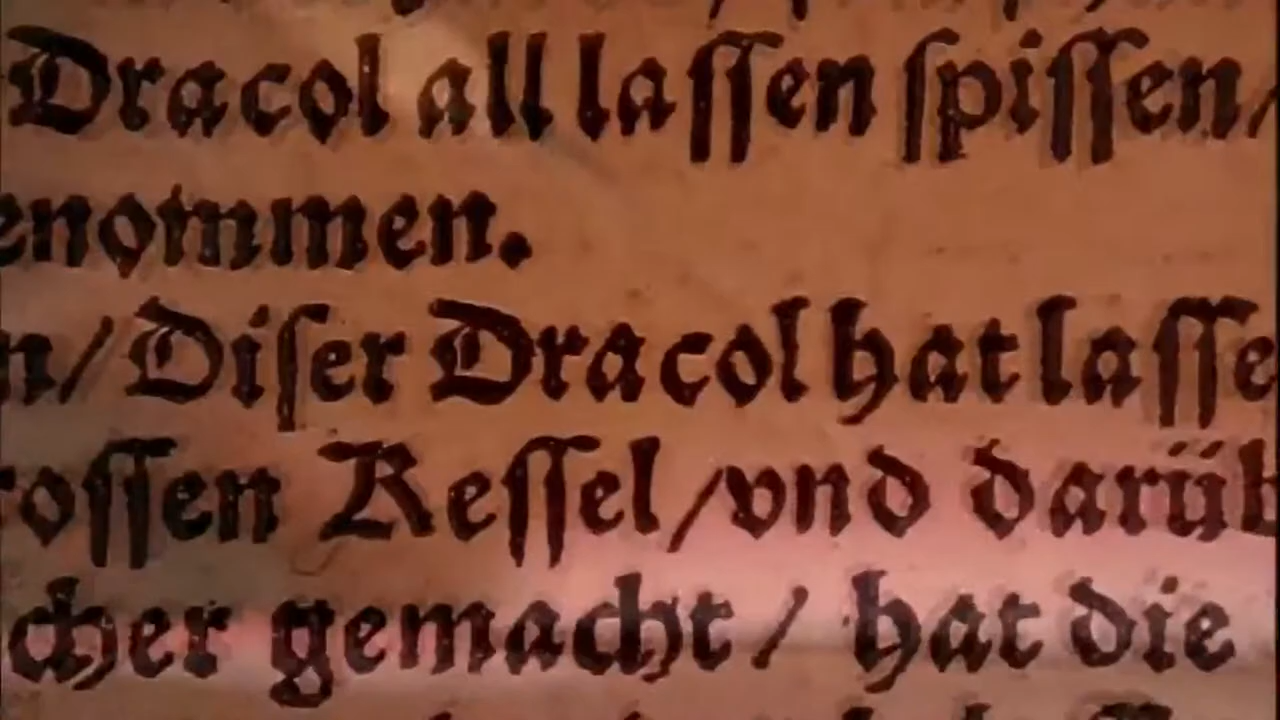 Dracol all laſſen ſpiſſen/
enommen.
n/Diſer Dracol hat laſſe
roſſen Keſſel/vnd darüb
cher gemacht/ hat die